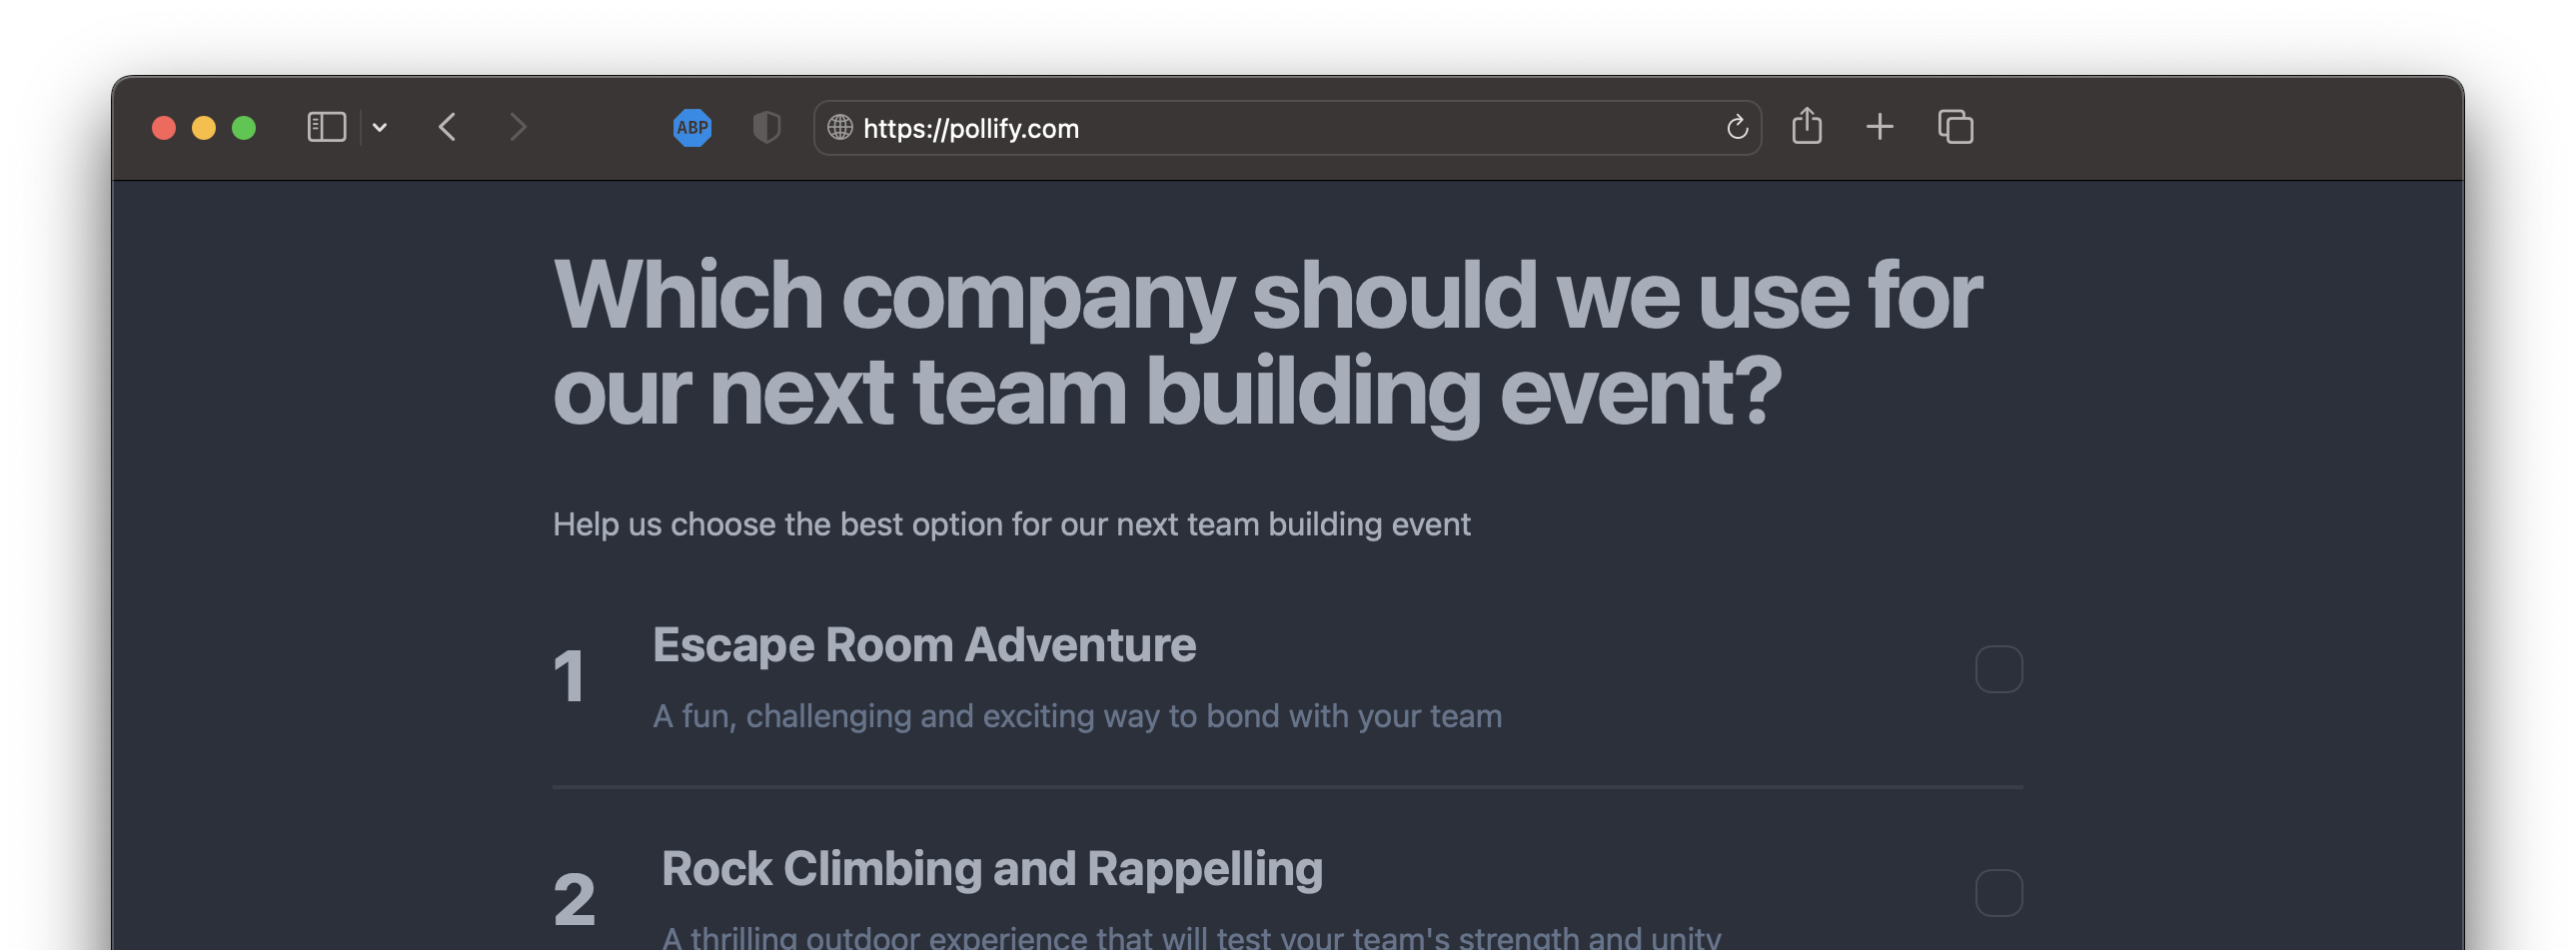 ABP
https://pollify.com
Which company should we use for
our next team building event?
Help us choose the best option for our next team building event
1
Escape Room Adventure
A fun, challenging and exciting way to bond with your team
2
Rock Climbing and Rappelling
A thrilling outdoor experience that will test your team's strength and unity